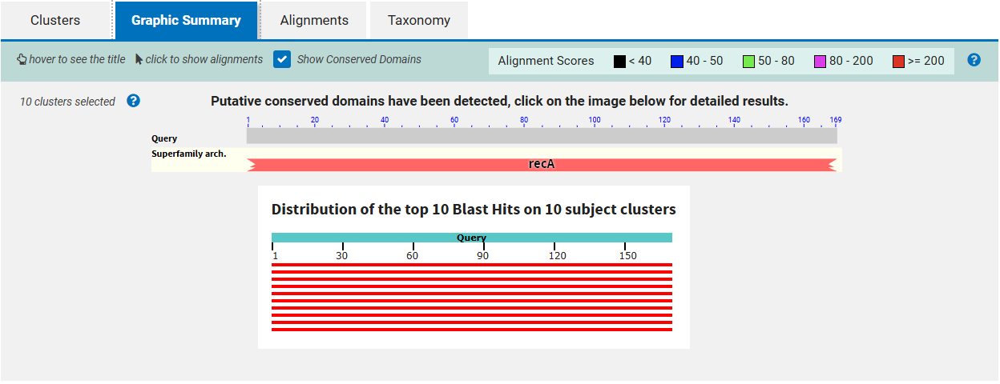 Clusters Graphic Summary Alignments Taxonomy
hover to see the title click to show alignments Show Conserved Domains Alignment Scores < 40 40 - 50 50 - 80 80 - 200 >= 200 ?
10 clusters selected ? Putative conserved domains have been detected, click on the image below for detailed results.
1 20 40 60 80 100 120 140 160 169
Query
Superfamily arch.
recA
Distribution of the top 10 Blast Hits on 10 subject clusters
Query
1 30 60 90 120 150